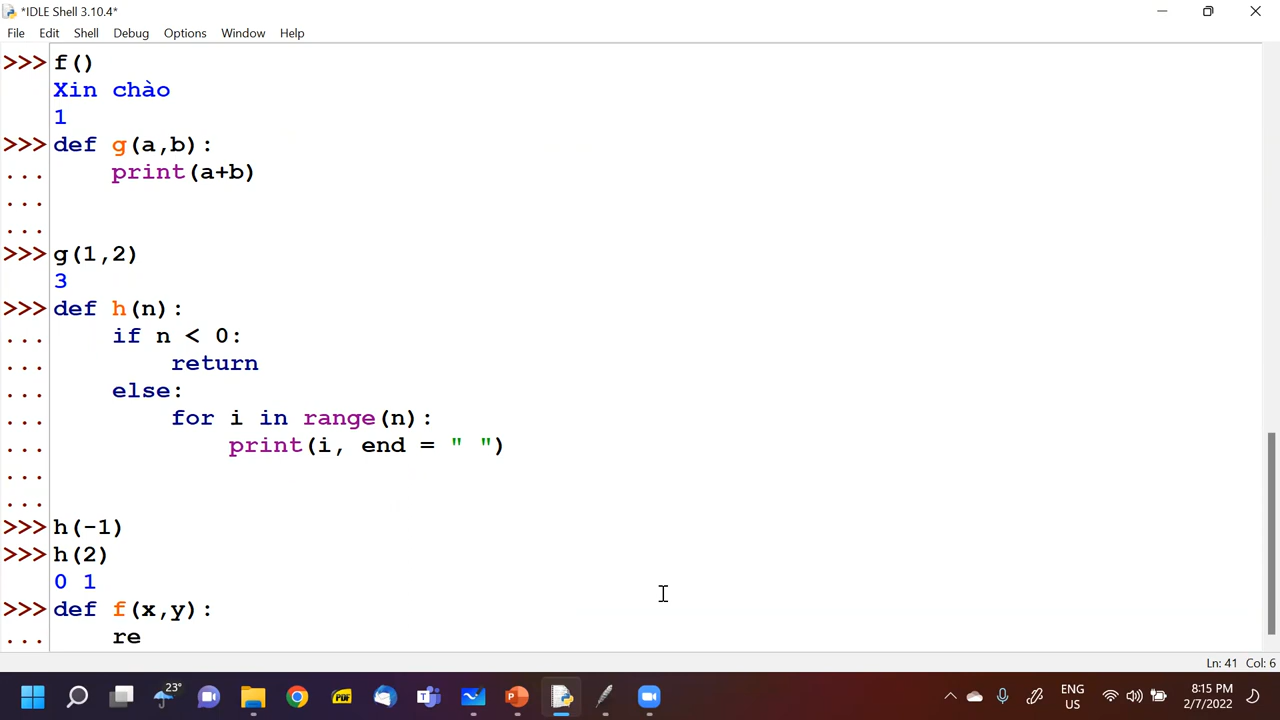 *IDLE Shell 3.10.4*
File Edit Shell Debug Options Window Help
>>> f()
Xin chào
1
>>> def g(a,b):
... print(a+b)
...
...
>>> g(1,2)
3
>>> def h(n):
... if n < 0:
... return
... else:
... for i in range(n):
... print(i, end = " ")
...
...
>>> h(-1)
>>> h(2)
0 1
>>> def f(x,y):
... re
Ln: 41 Col: 6
23°
PDF
ENG
US
8:15 PM
2/7/2022